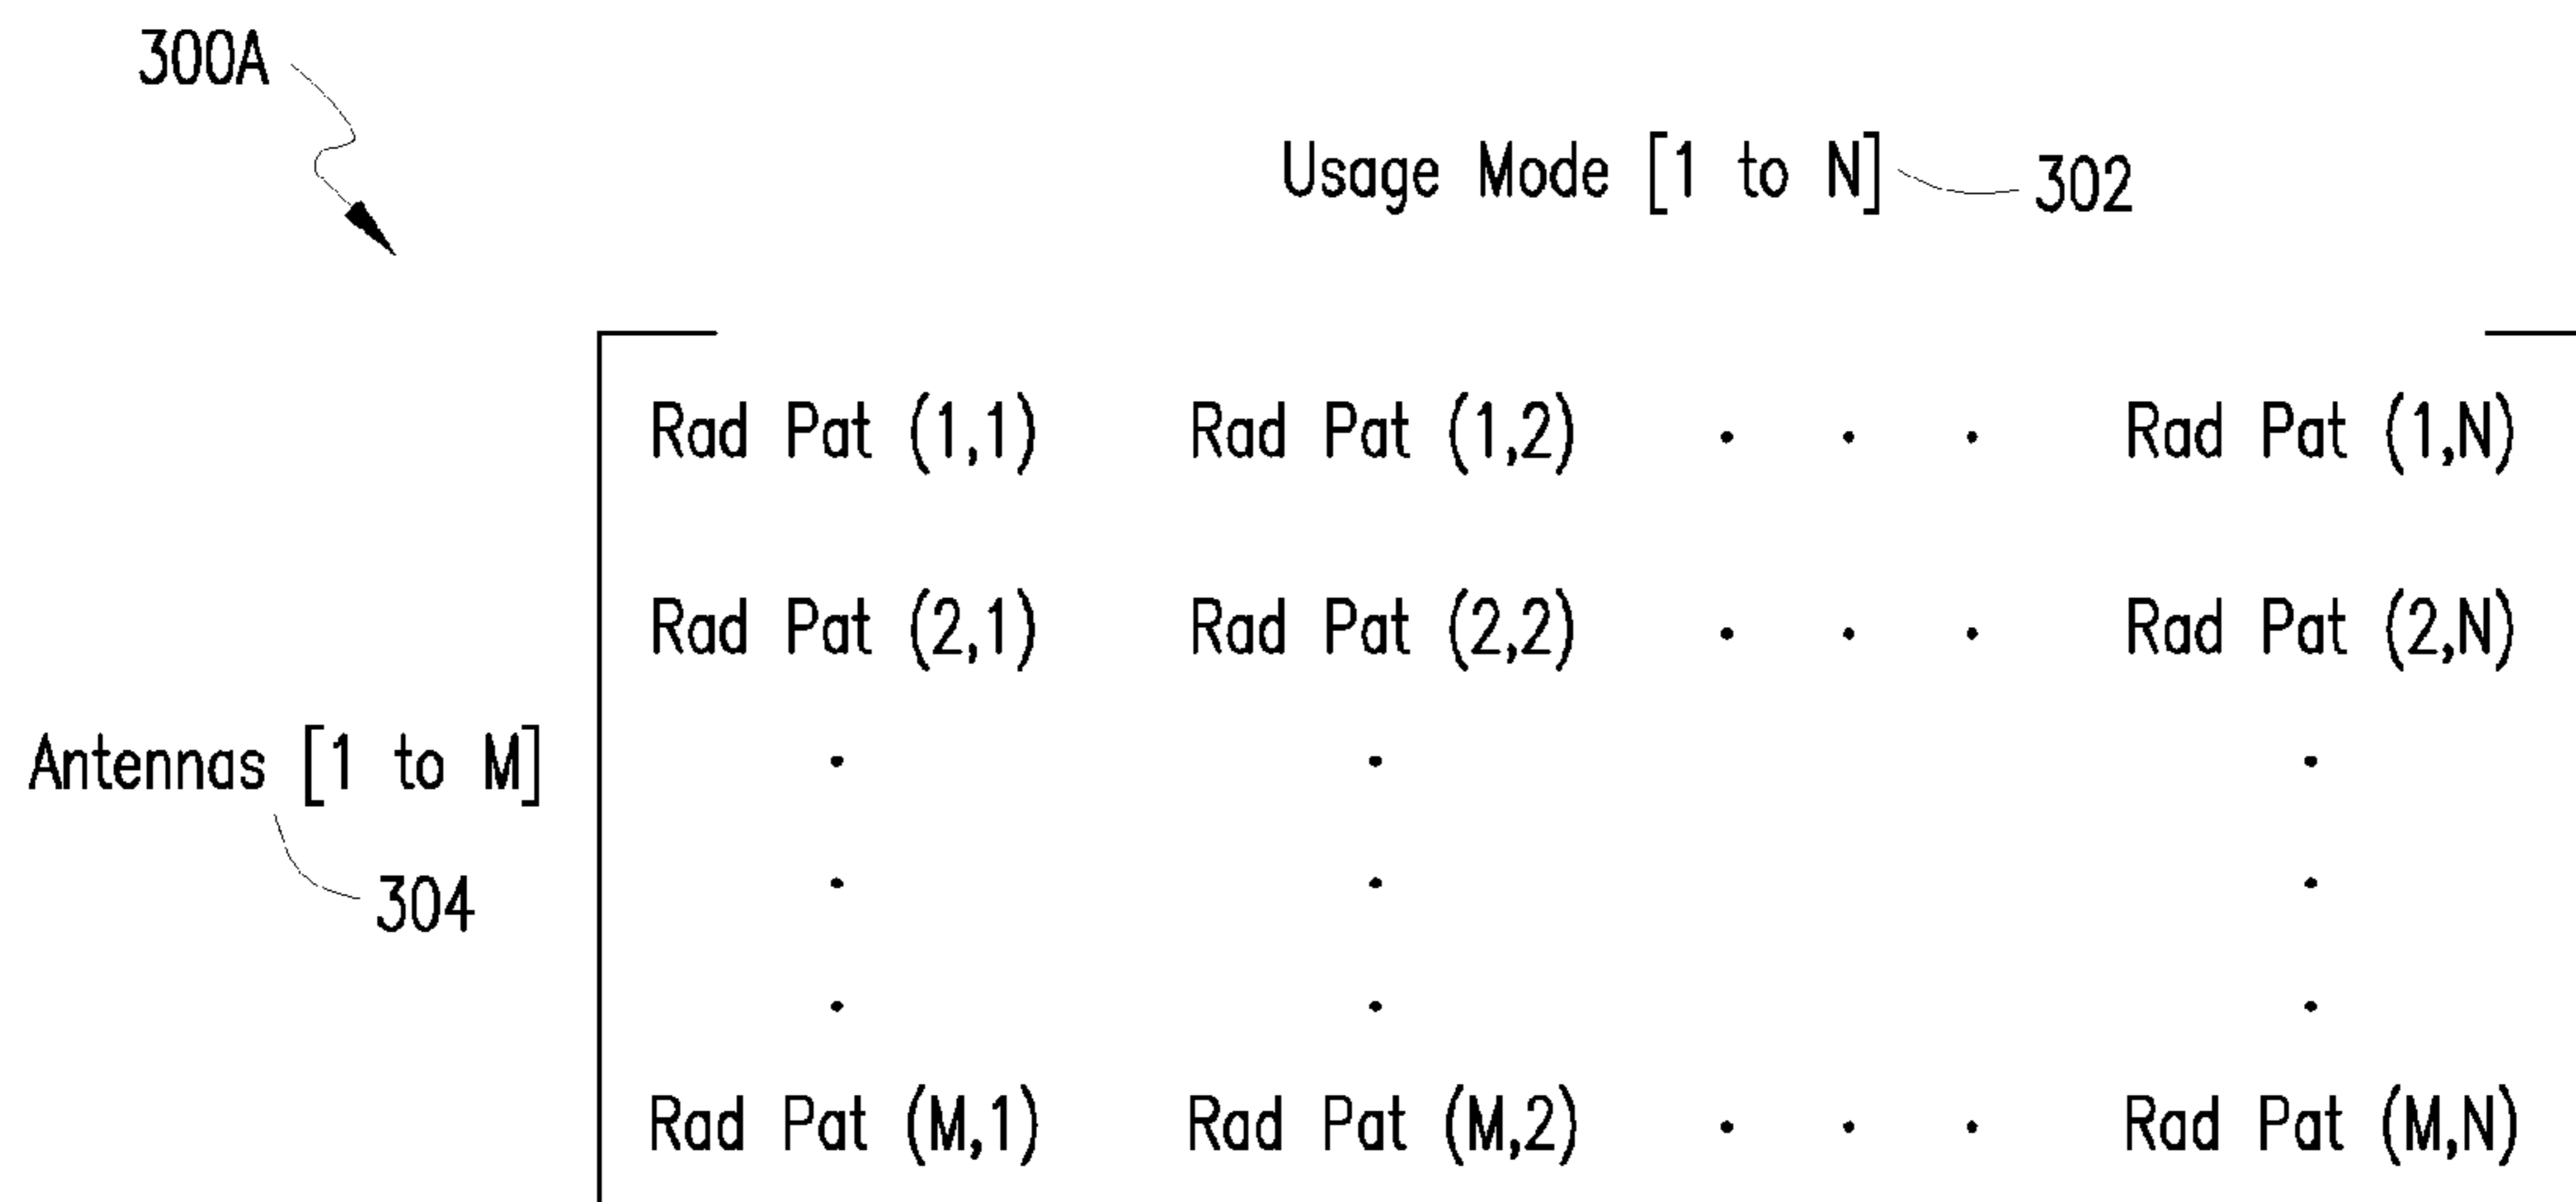 300A
Usage Mode [1 to N] 302
Rad Pat (1,1) Rad Pat (1,2) . . . Rad Pat (1,N)
Rad Pat (2,1) Rad Pat (2,2) . . . Rad Pat (2,N)
Antennas [1 to M] . . .
. . .
304
. . .
Rad Pat (M,1) Rad Pat (M,2) . . . Rad Pat (M,N)